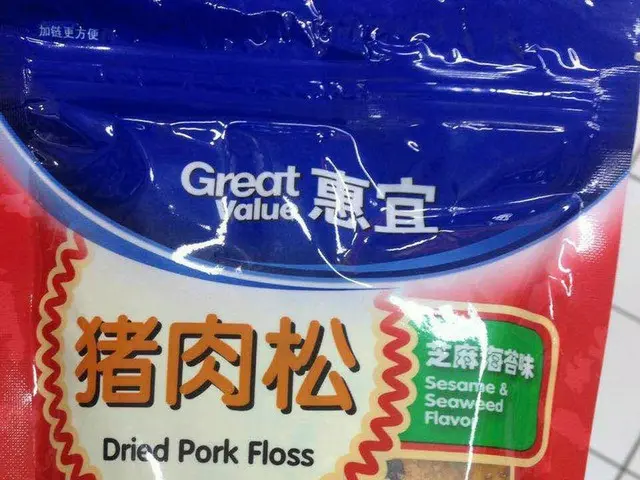 加链更方便
Great Value 惠宜
猪肉松
Dried Pork Floss
芝麻海苔味
Sesame &
Seaweed
Flavor